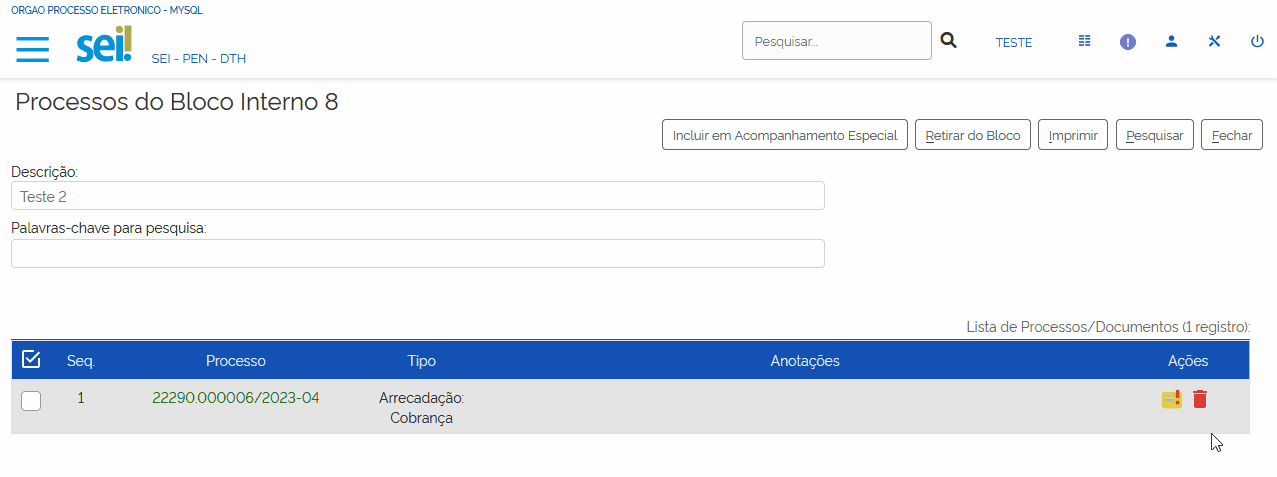 ORGAO PROCESSO ELETRONICO - MYSQL
sei!
SEI - PEN - DTH
Pesquisar...
TESTE
Processos do Bloco Interno 8
Incluir em Acompanhamento Especial
Retirar do Bloco
Imprimir
Pesquisar
Fechar
Descrição:
Teste 2
Palavras-chave para pesquisa:
Lista de Processos/Documentos (1 registro):
Seq. Processo Tipo Anotações Ações
1 22290.000006/2023-04 Arrecadação:
Cobrança